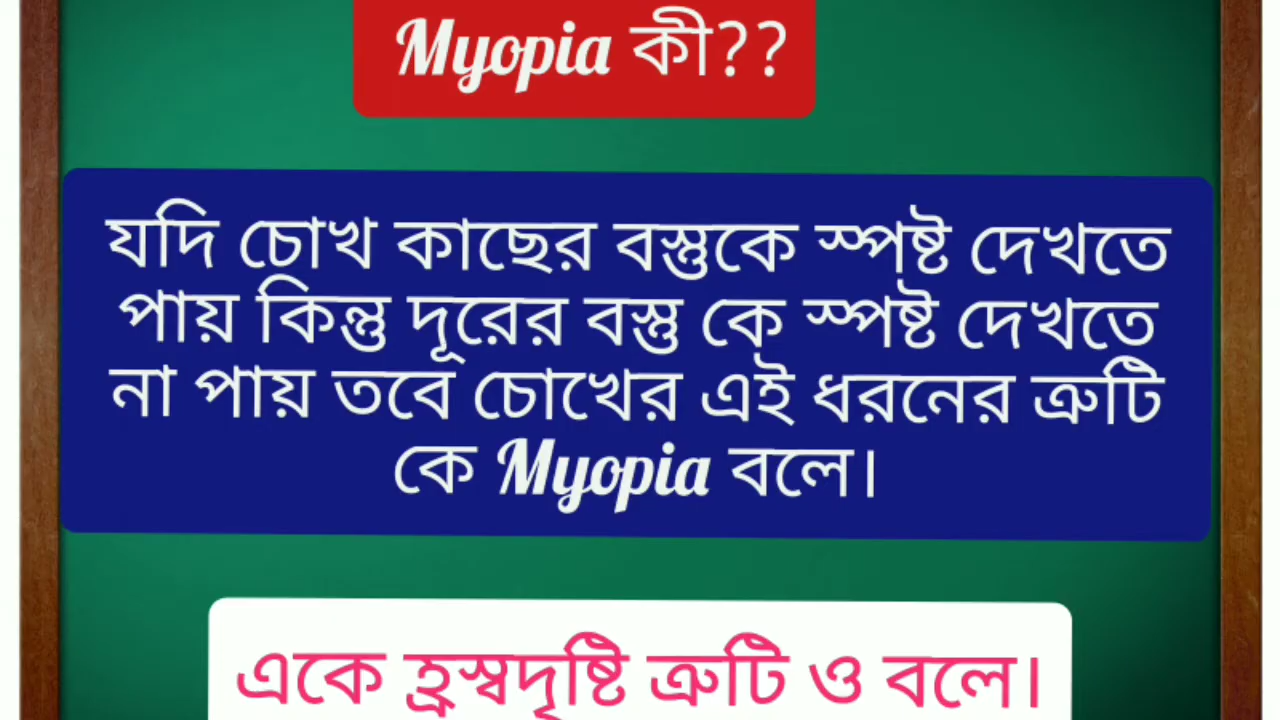 Myopia কী??
যদি চোখ কাছের বস্তুকে স্পষ্ট দেখতে
পায় কিন্তু দূরের বস্তু কে স্পষ্ট দেখতে
না পায় তবে চোখের এই ধরনের ত্রুটি
কে Myopia বলে।
একে হ্রস্বদৃষ্টি ত্রুটি ও বলে।